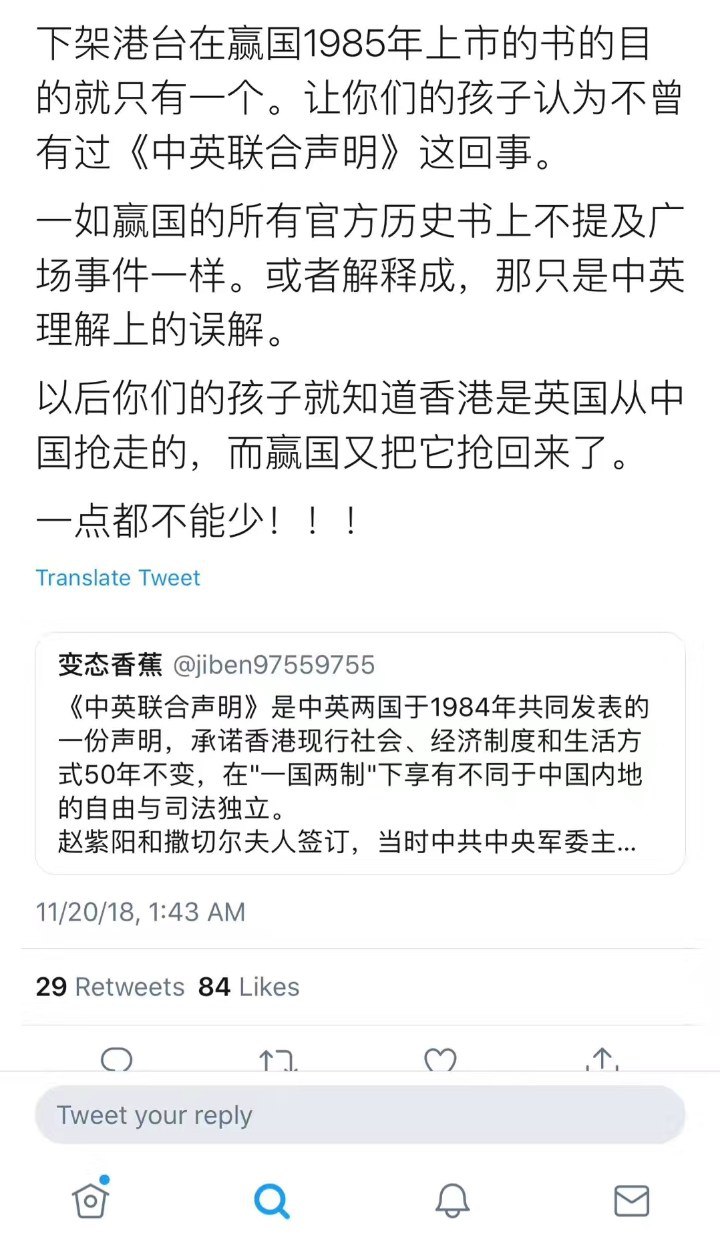 下架港台在赢国1985年上市的书的目
的就只有一个。让你们的孩子认为不曾
有过《中英联合声明》这回事。
一如赢国的所有官方历史书上不提及广
场事件一样。或者解释成，那只是中英
理解上的误解。
以后你们的孩子就知道香港是英国从中
国抢走的，而赢国又把它抢回来了。
一点都不能少！！！
Translate Tweet
变态香蕉 @jiben97559755
《中英联合声明》是中英两国于1984年共同发表的
一份声明，承诺香港现行社会、经济制度和生活方
式50年不变，在"一国两制"下享有不同于中国内地
的自由与司法独立。
赵紫阳和撒切尔夫人签订，当时中共中央军委主...
11/20/18, 1:43 AM
29 Retweets 84 Likes
Tweet your reply